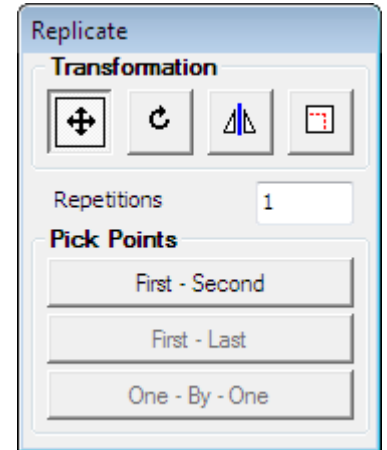 Replicate
Transformation
Repetitions 1
Pick Points
First - Second
First - Last
One - By - One